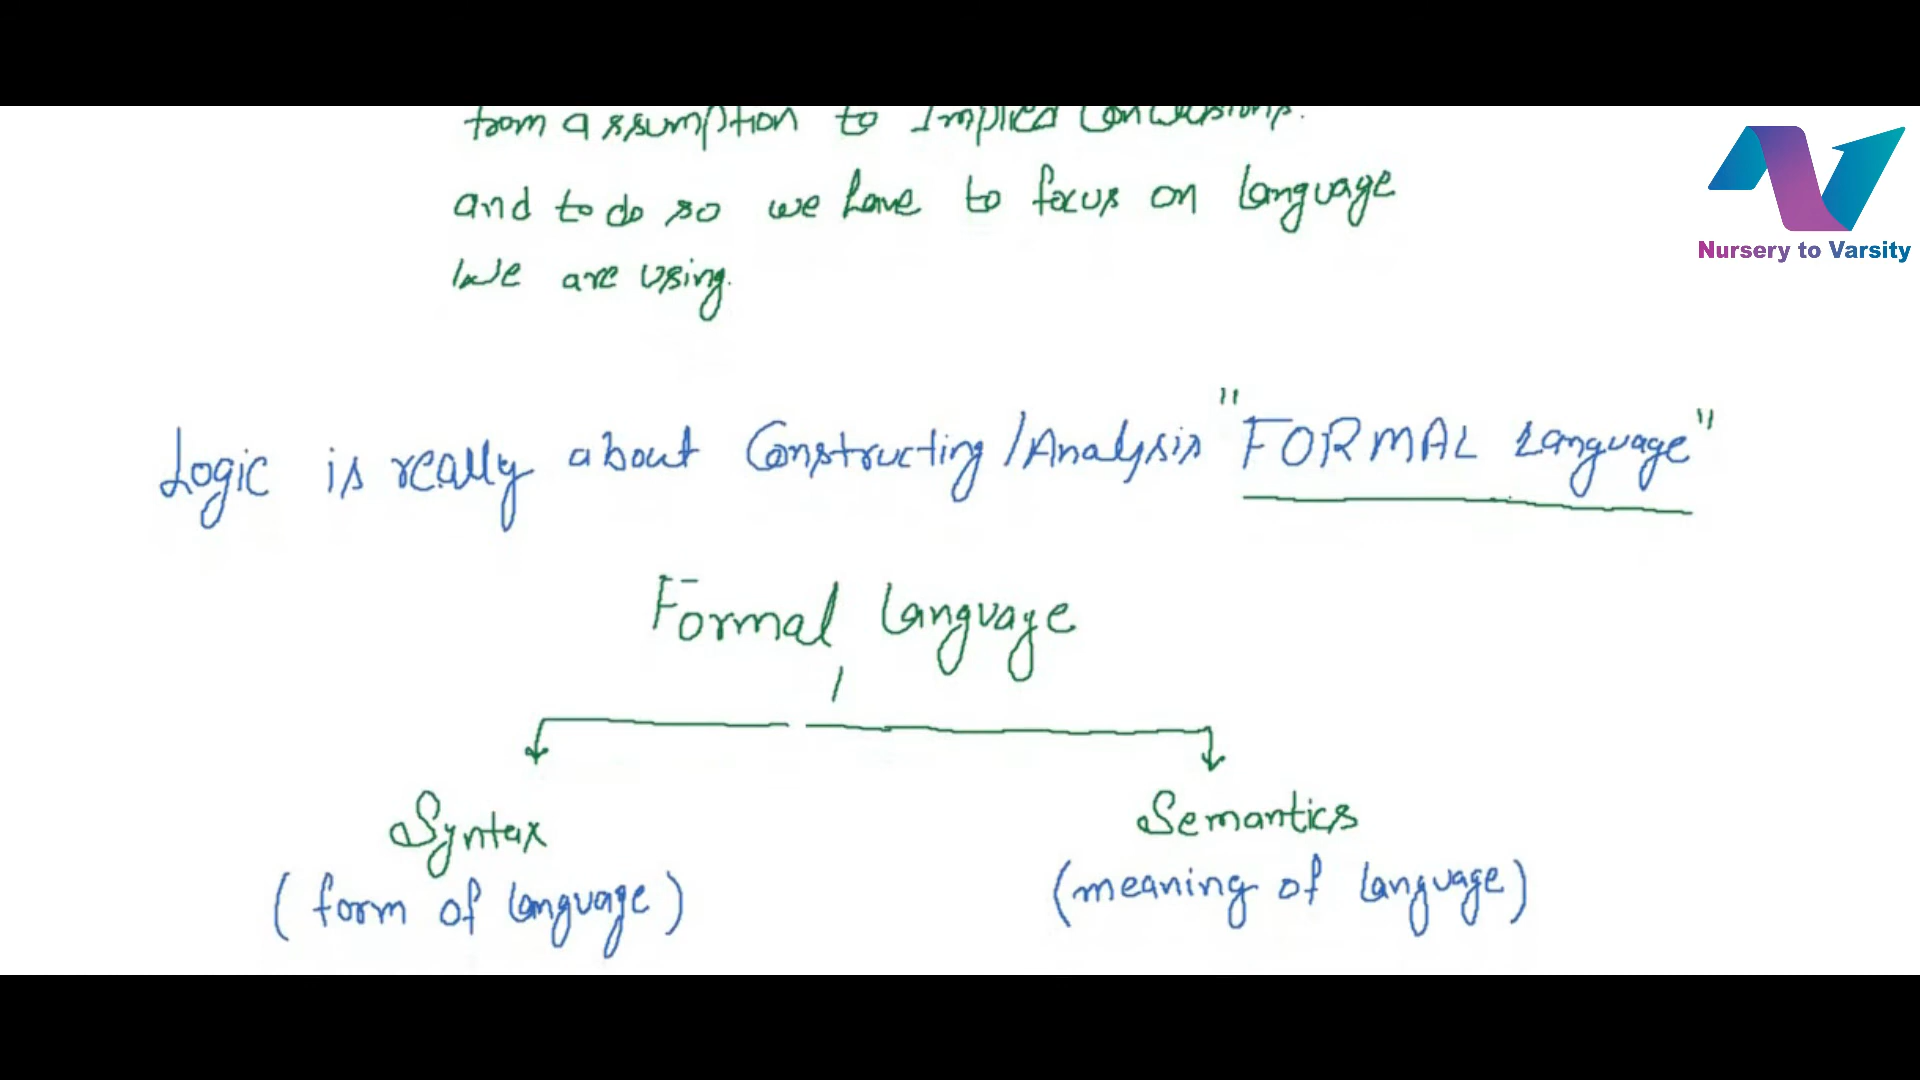 from assumption to Implied Conclusions.
and to do so we have to focus on language
We are using.
Nursery to Varsity
Logic is really about Constructing/Analysis "FORMAL Language"
Formal Language
Syntax
Semantics
(form of language)
(meaning of language)